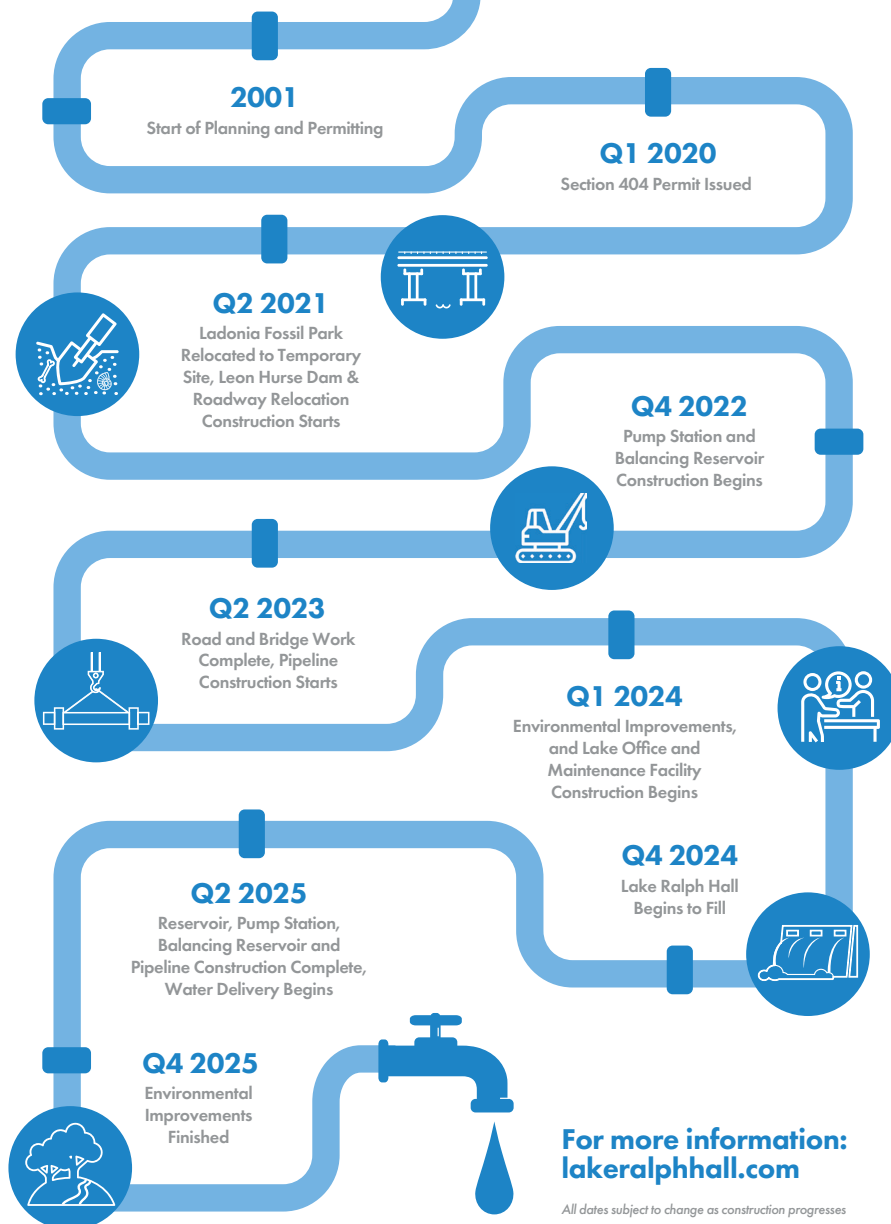 2001
Start of Planning and Permitting
Q1 2020
Section 404 Permit Issued
Q2 2021
Ladonia Fossil Park
Relocated to Temporary
Site, Leon Hurse Dam &
Roadway Relocation
Construction Starts
Q4 2022
Pump Station and
Balancing Reservoir
Construction Begins
Q2 2023
Road and Bridge Work
Complete, Pipeline
Construction Starts
Q1 2024
Environmental Improvements,
and Lake Office and
Maintenance Facility
Construction Begins
i
Q4 2024
Lake Ralph Hall
Begins to Fill
Q2 2025
Reservoir, Pump Station,
Balancing Reservoir and
Pipeline Construction Complete,
Water Delivery Begins
Q4 2025
Environmental
Improvements
Finished
For more information:
lakeralphhall.com
All dates subject to change as construction progresses